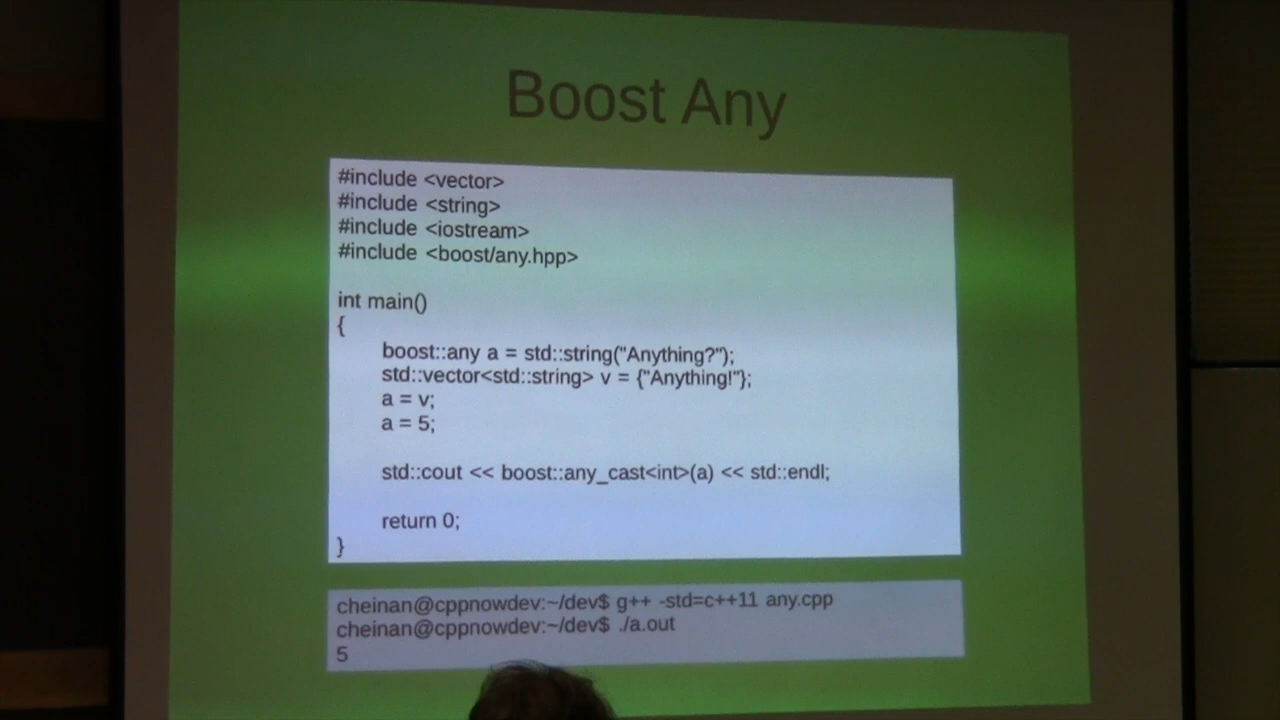 Boost Any
#include <vector>
#include <string>
#include <iostream>
#include <boost/any.hpp>
int main()
{
boost::any a = std::string("Anything?");
std::vector<std::string> v = {"Anything!"};
a = v;
a = 5;
std::cout << boost::any_cast<int>(a) << std::endl;
return 0;
}
cheinan@cppnowdev:~/dev$ g++ -std=c++11 any.cpp
cheinan@cppnowdev:~/dev$ ./a.out
5